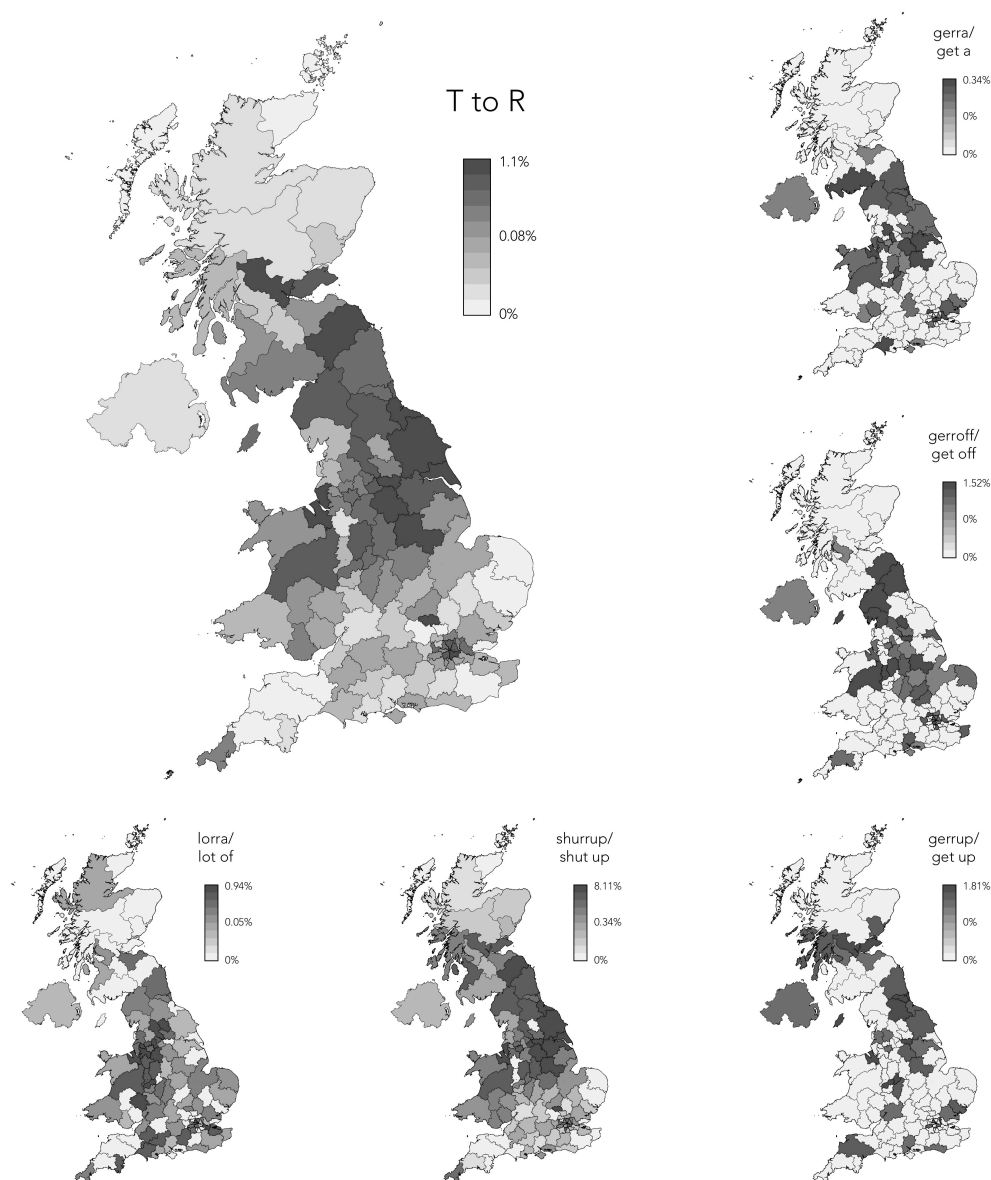 T to R
1.1%
0.08%
0%
gerra/
get a
0.34%
0%
0%
gerroff/
get off
1.52%
0%
0%
lorra/
lot of
0.94%
0.05%
0%
shurrup/
shut up
8.11%
0.34%
0%
gerrup/
get up
1.81%
0%
0%